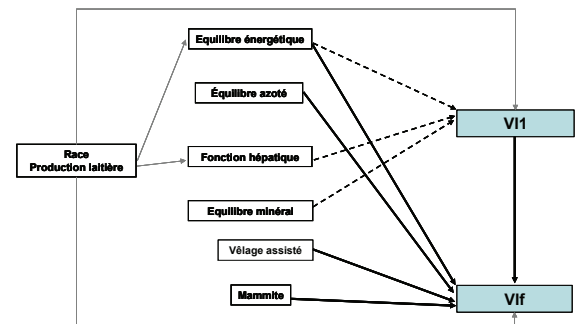 Equilibre énergétique
Équilibre azoté
VI1
Race
Production laitière
Fonction hépatique
Equilibre minéral
Vêlage assisté
Mammite
VIf